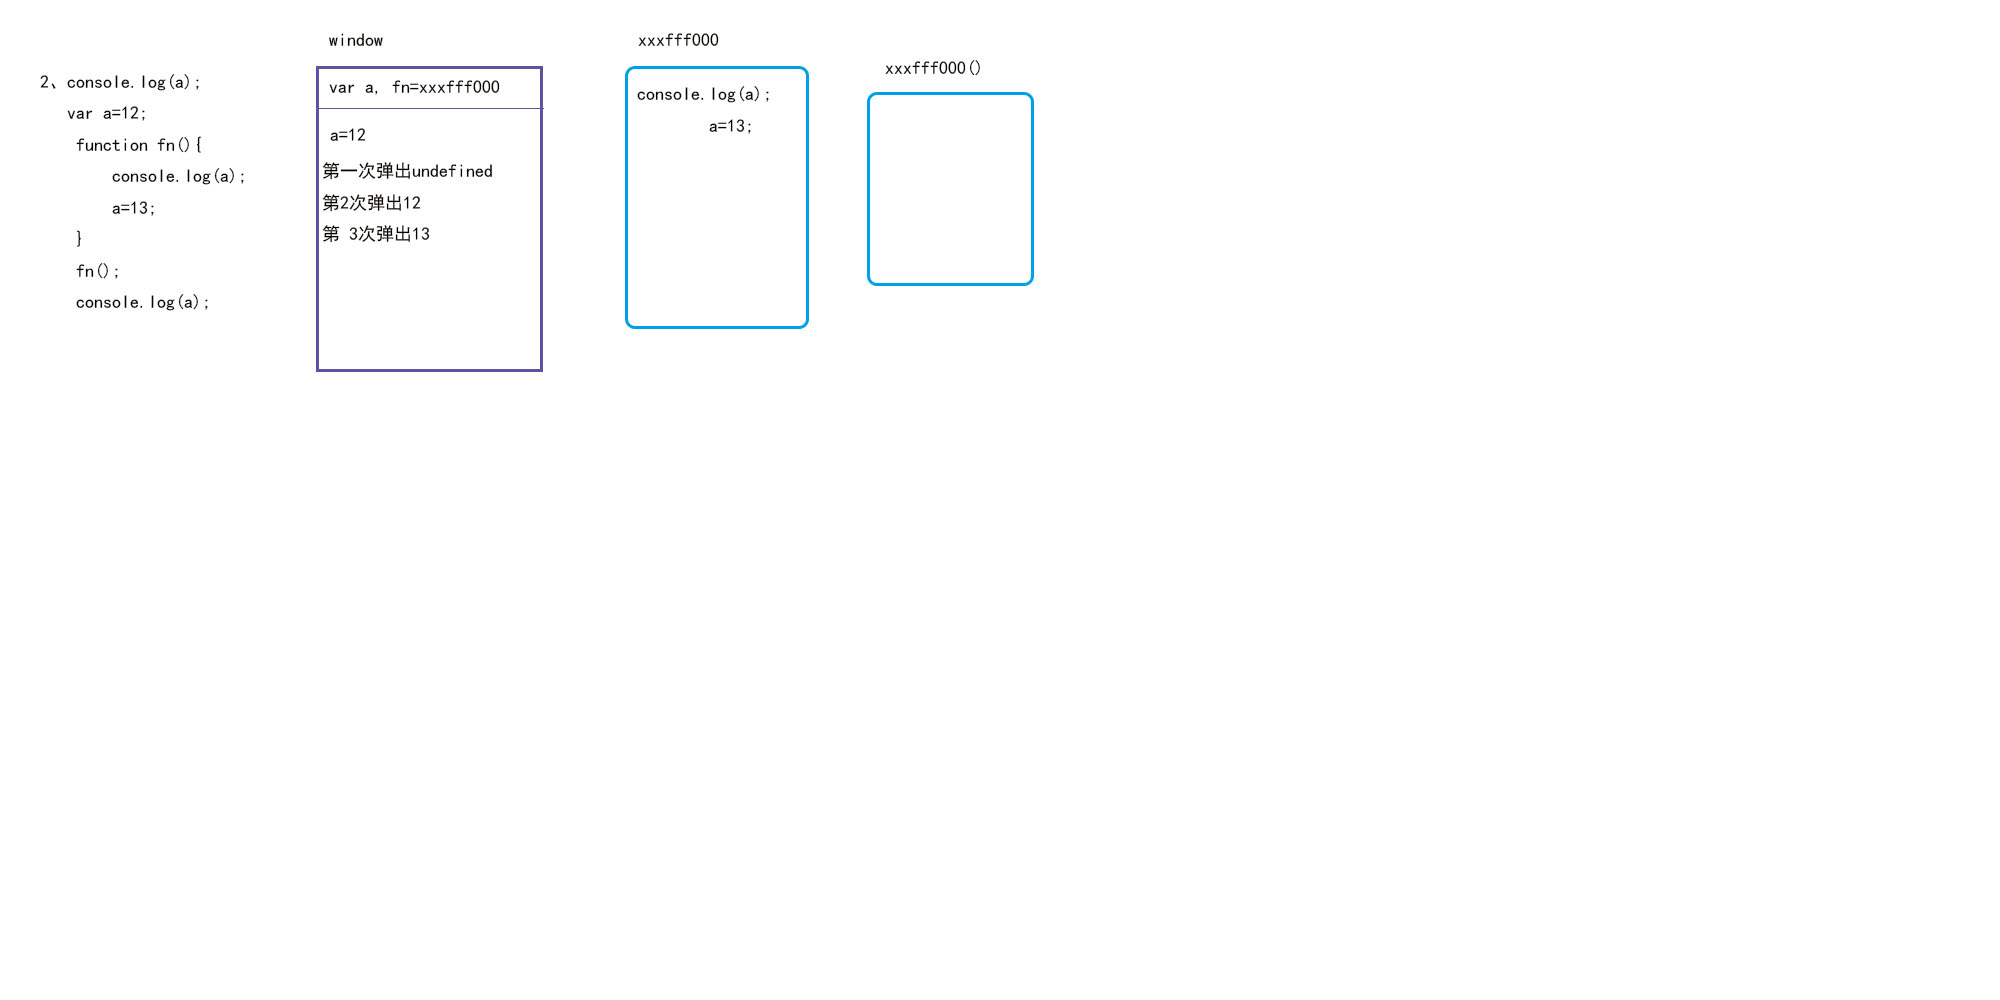 2、console.log(a);
var a=12;
function fn(){
console.log(a);
a=13;
}
fn();
console.log(a);
window
var a, fn=xxxfff000
a=12
第一次弹出undefined
第2次弹出12
第 3次弹出13
xxxfff000
console.log(a);
a=13;
xxxfff000()